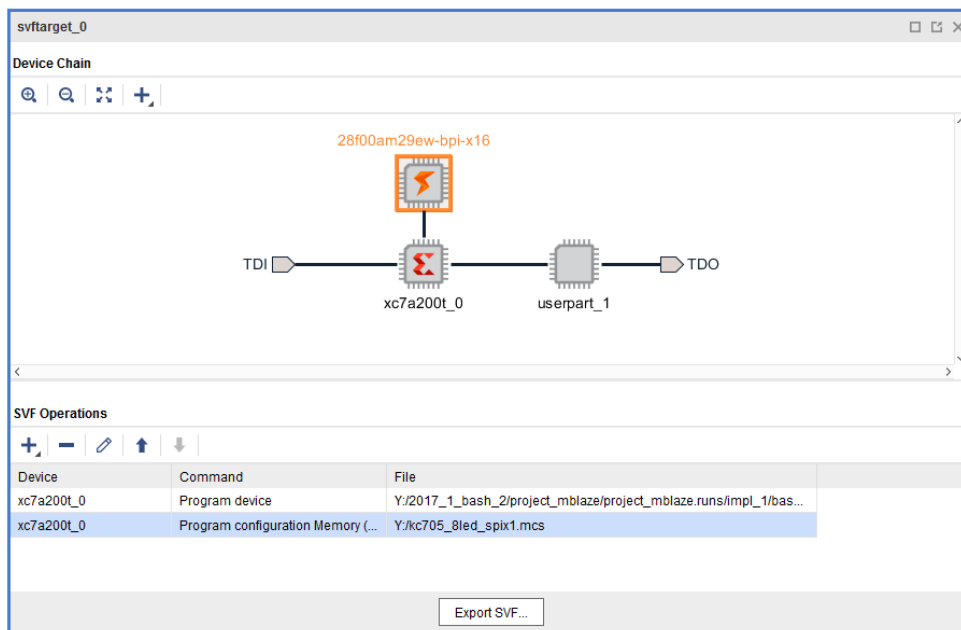 svftarget_0
Device Chain
28f00am29ew-bpi-x16
TDI
TDO
xc7a200t_0
userpart_1
SVF Operations
Device Command File
xc7a200t_0 Program device Y:/2017_1_bash_2/project_mblaze/project_mblaze.runs/impl_1/bas...
xc7a200t_0 Program configuration Memory (... Y:/kc705_8led_spix1.mcs
Export SVF...